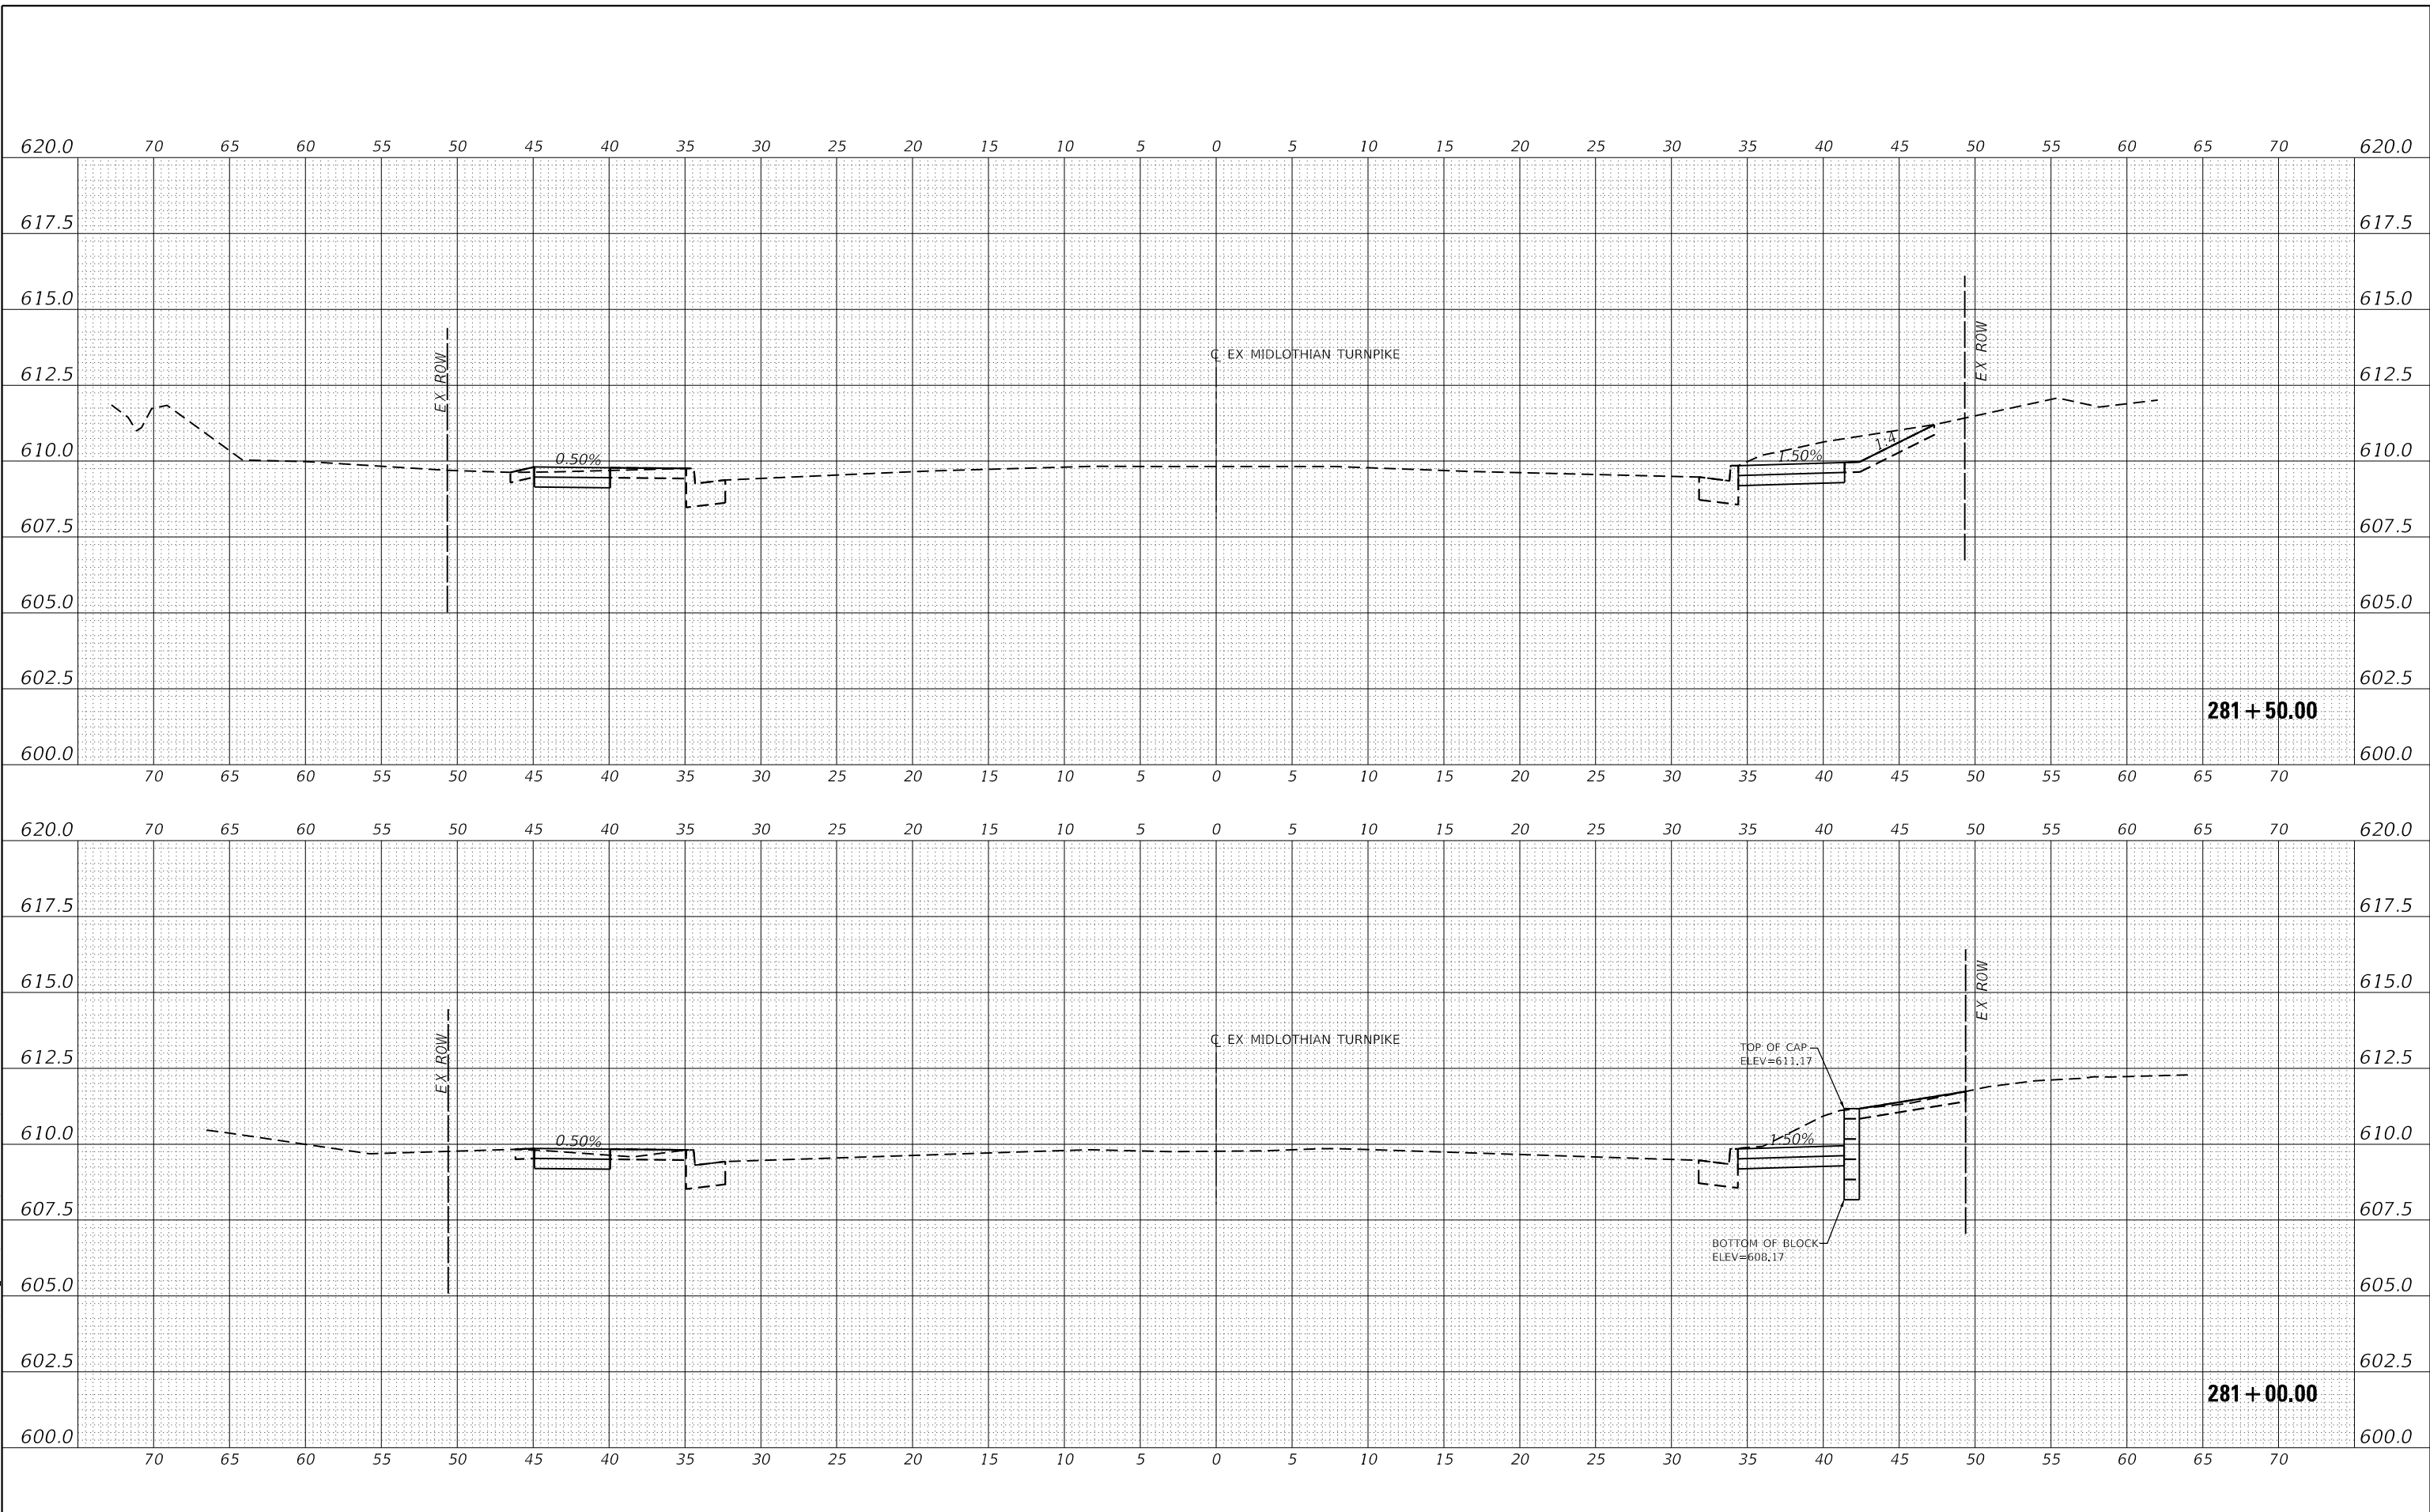 70 65 60 55 50 45 40 35 30 25 20 15 10 5 0 5 10 15 20 25 30 35 40 45 50 55 60 65 70
620.0 620.0
617.5 617.5
615.0 615.0
EX ROW EX ROW
℄ EX MIDLOTHIAN TURNPIKE
612.5 612.5
1:4
610.0 0.50% 1.50% 610.0
607.5 607.5
605.0 605.0
602.5 602.5
281+50.00
600.0 600.0
70 65 60 55 50 45 40 35 30 25 20 15 10 5 0 5 10 15 20 25 30 35 40 45 50 55 60 65 70
70 65 60 55 50 45 40 35 30 25 20 15 10 5 0 5 10 15 20 25 30 35 40 45 50 55 60 65 70
620.0 620.0
617.5 617.5
615.0 615.0
EX ROW EX ROW
℄ EX MIDLOTHIAN TURNPIKE
TOP OF CAP
ELEV=611.17
612.5 612.5
610.0 0.50% 1.50% 610.0
607.5 607.5
BOTTOM OF BLOCK
ELEV=608.17
605.0 605.0
602.5 602.5
281+00.00
600.0 600.0
70 65 60 55 50 45 40 35 30 25 20 15 10 5 0 5 10 15 20 25 30 35 40 45 50 55 60 65 70